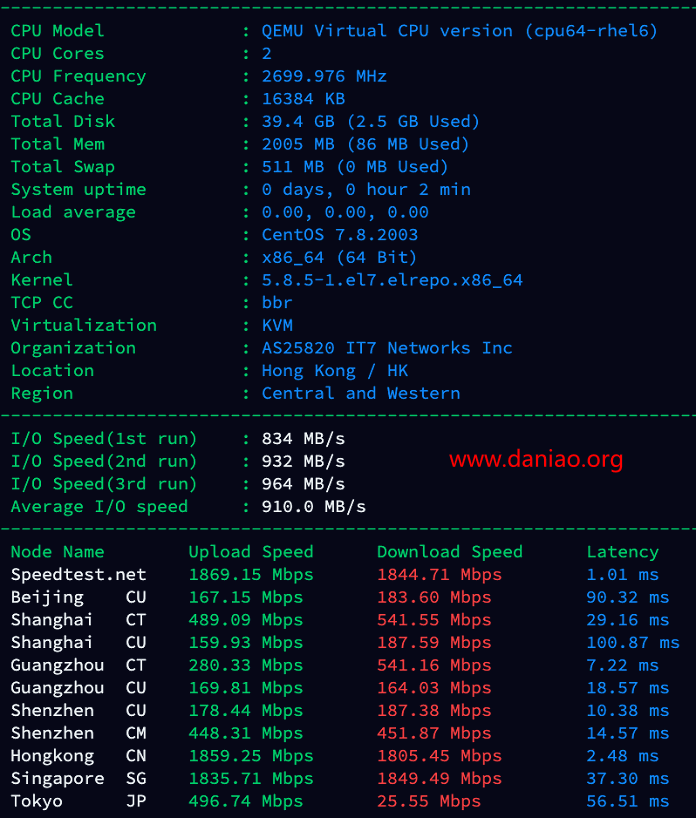 CPU Model : QEMU Virtual CPU version (cpu64-rhel6)
CPU Cores : 2
CPU Frequency : 2699.976 MHz
CPU Cache : 16384 KB
Total Disk : 39.4 GB (2.5 GB Used)
Total Mem : 2005 MB (86 MB Used)
Total Swap : 511 MB (0 MB Used)
System uptime : 0 days, 0 hour 2 min
Load average : 0.00, 0.00, 0.00
OS : CentOS 7.8.2003
Arch : x86_64 (64 Bit)
Kernel : 5.8.5-1.el7.elrepo.x86_64
TCP CC : bbr
Virtualization : KVM
Organization : AS25820 IT7 Networks Inc
Location : Hong Kong / HK
Region : Central and Western
I/O Speed(1st run) : 834 MB/s
I/O Speed(2nd run) : 932 MB/s
www.daniao.org
I/O Speed(3rd run) : 964 MB/s
Average I/O speed : 910.0 MB/s
Node Name Upload Speed Download Speed Latency
Speedtest.net 1869.15 Mbps 1844.71 Mbps 1.01 ms
Beijing CU 167.15 Mbps 183.60 Mbps 90.32 ms
Shanghai CT 489.09 Mbps 541.55 Mbps 29.16 ms
Shanghai CU 159.93 Mbps 187.59 Mbps 100.87 ms
Guangzhou CT 280.33 Mbps 541.16 Mbps 7.22 ms
Guangzhou CU 169.81 Mbps 164.03 Mbps 18.57 ms
Shenzhen CU 178.44 Mbps 187.38 Mbps 10.38 ms
Shenzhen CM 448.31 Mbps 451.87 Mbps 14.57 ms
Hongkong CN 1859.25 Mbps 1805.45 Mbps 2.48 ms
Singapore SG 1835.71 Mbps 1849.49 Mbps 37.30 ms
Tokyo JP 496.74 Mbps 25.55 Mbps 56.51 ms